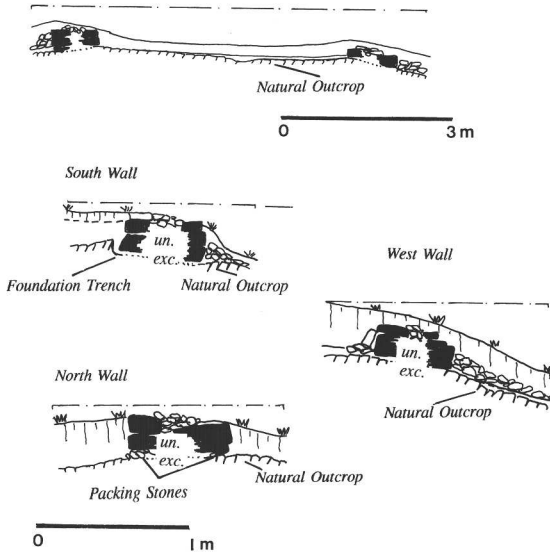 Natural Outcrop
0 3 m
South Wall
un.
exc.
Foundation Trench
Natural Outcrop
West Wall
un.
exc.
Natural Outcrop
North Wall
un.
exc.
Natural Outcrop
Packing Stones
0 1 m